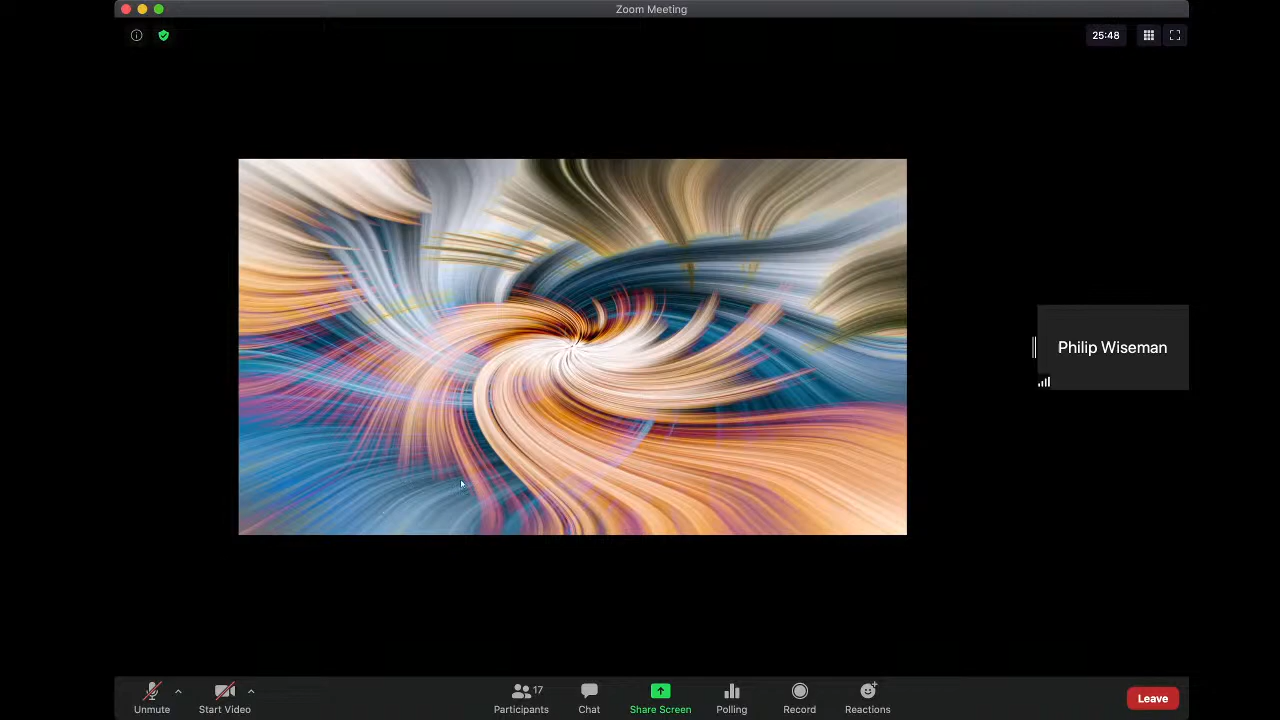 Zoom Meeting
25:48
Philip Wiseman
17
Unmute
Start Video
Participants
Chat
Share Screen
Polling
Record
Reactions
Leave